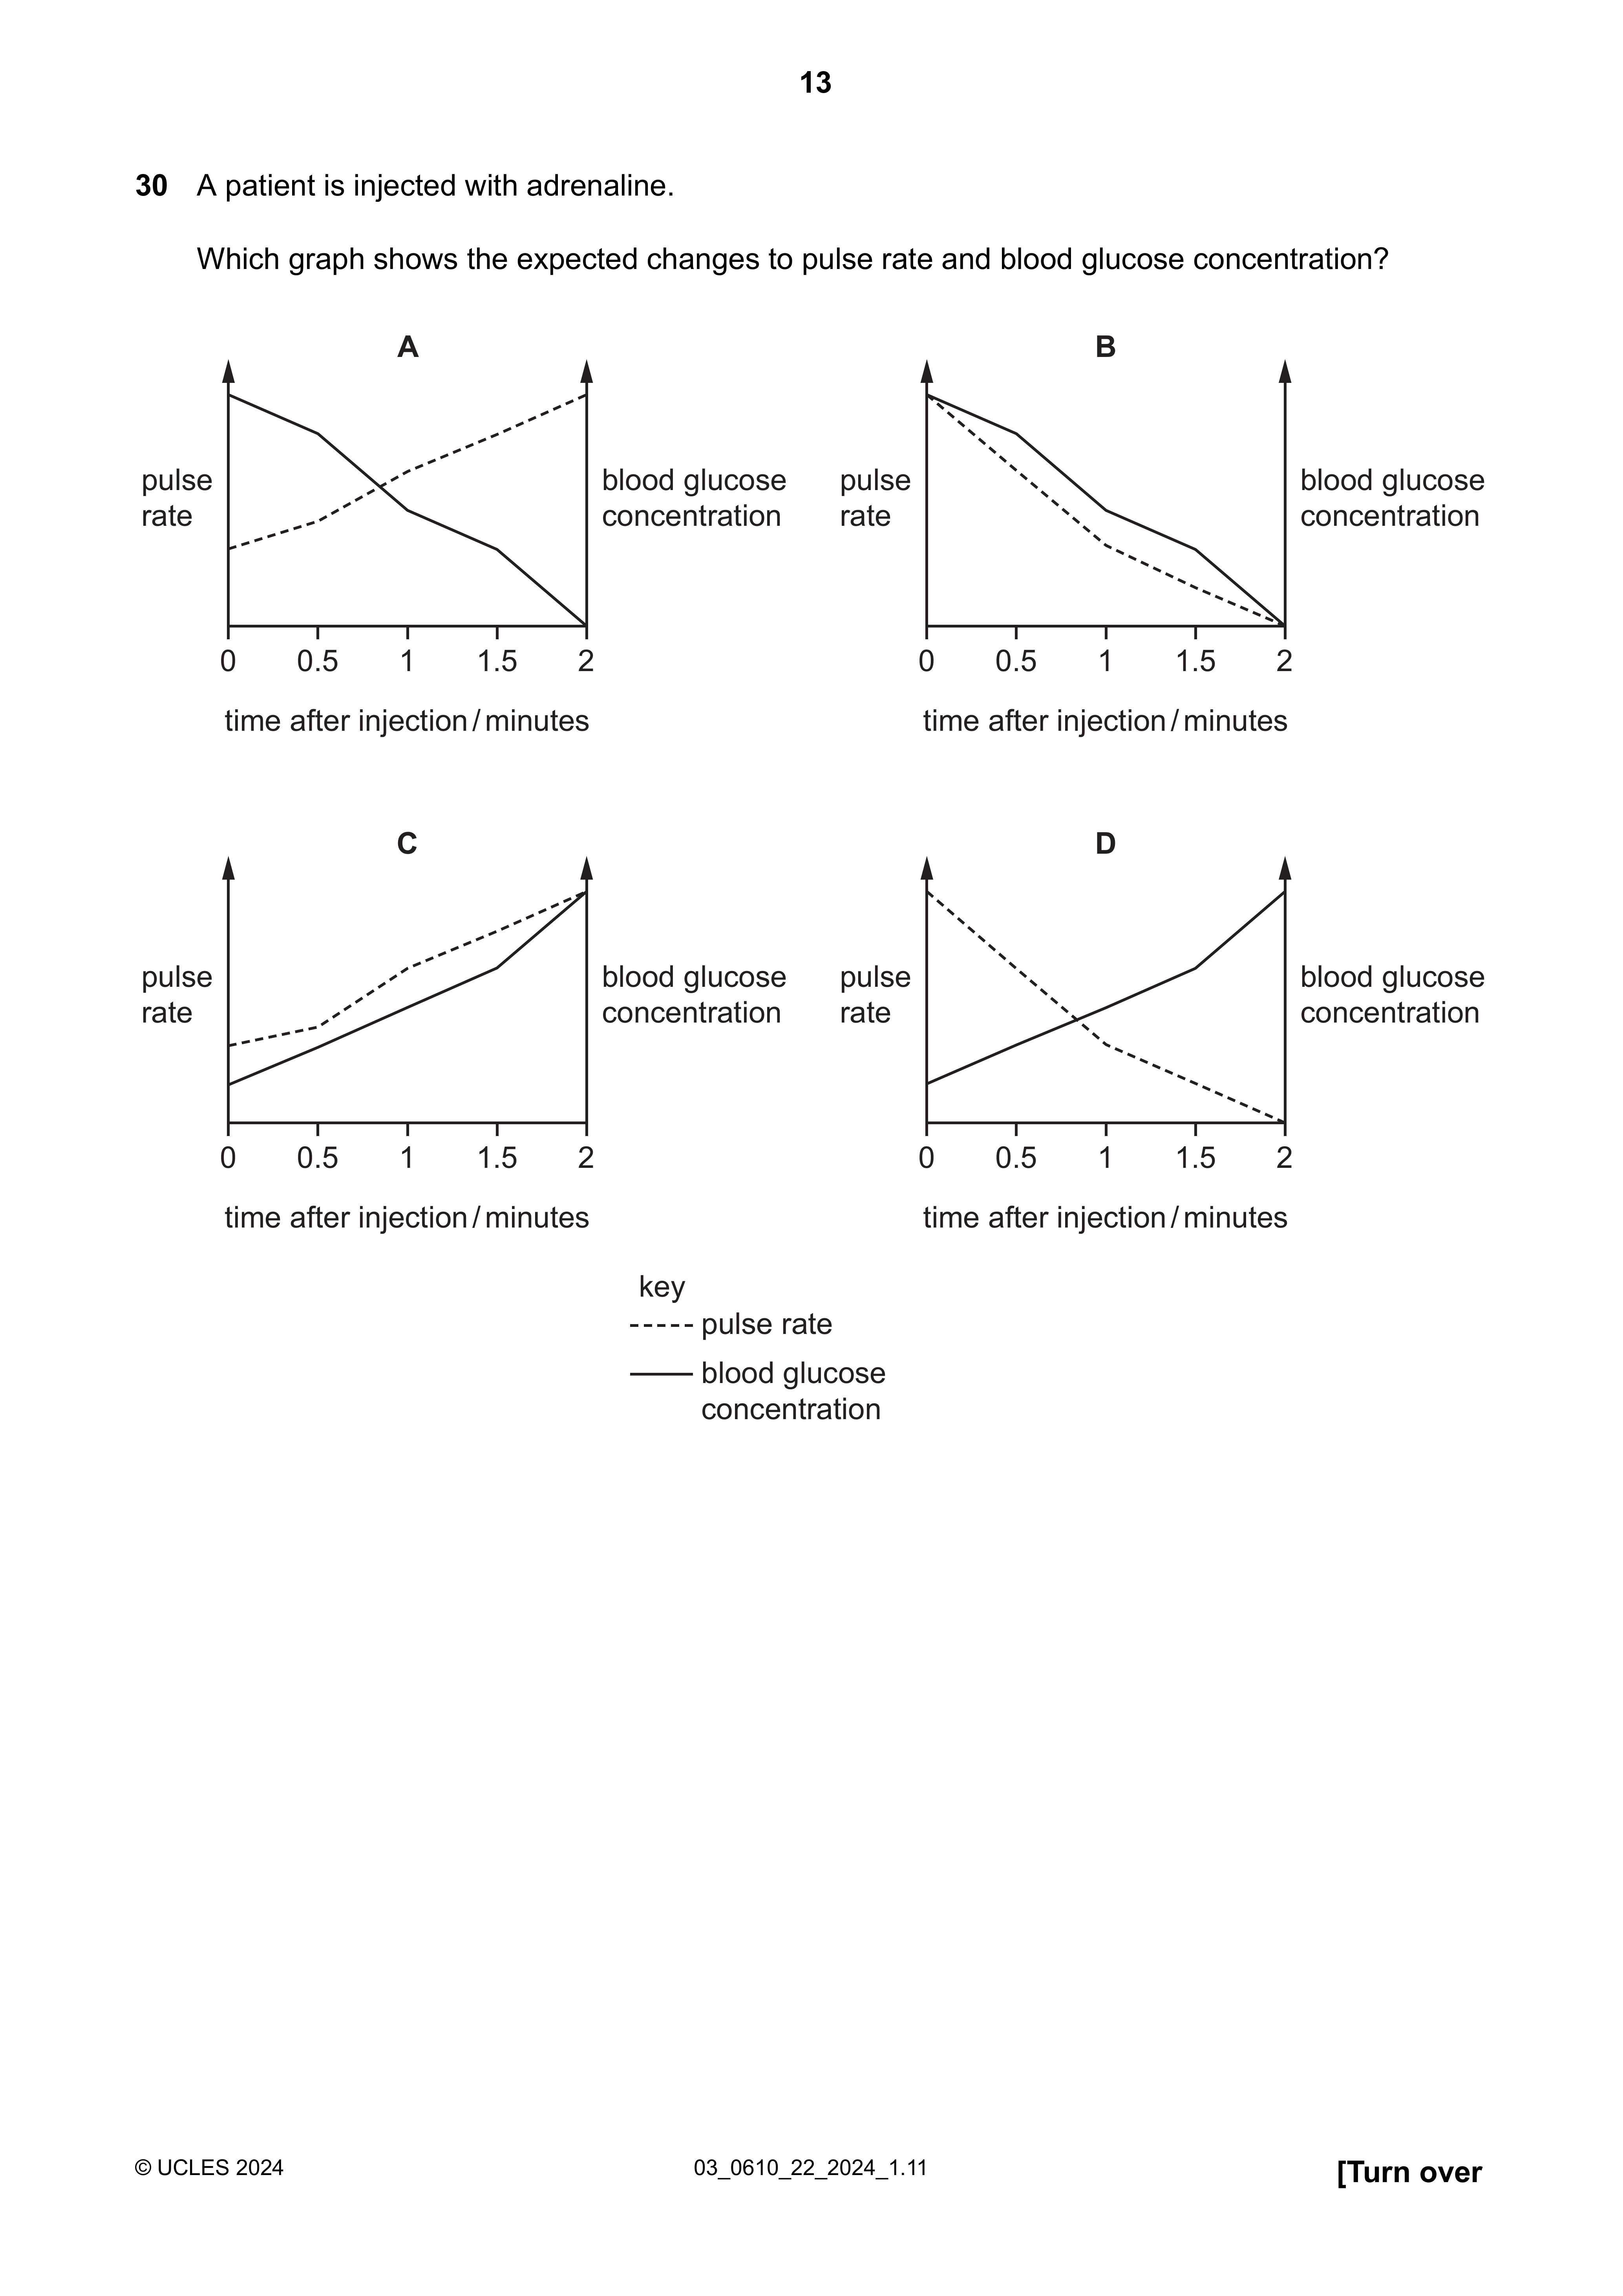 13
30 A patient is injected with adrenaline.
Which graph shows the expected changes to pulse rate and blood glucose concentration?
A
pulse
rate
blood glucose
concentration
0 0.5 1 1.5 2
time after injection / minutes
B
pulse
rate
blood glucose
concentration
0 0.5 1 1.5 2
time after injection / minutes
C
pulse
rate
blood glucose
concentration
0 0.5 1 1.5 2
time after injection / minutes
D
pulse
rate
blood glucose
concentration
0 0.5 1 1.5 2
time after injection / minutes
key
pulse rate
blood glucose
concentration
© UCLES 2024 03_0610_22_2024_1.11 [Turn over